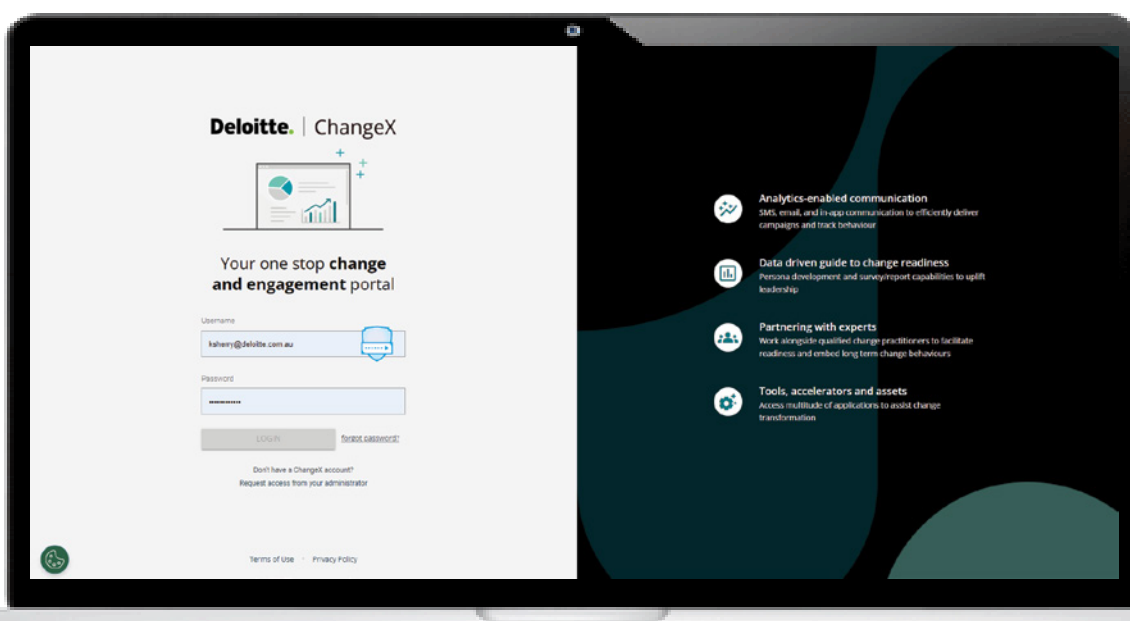 Deloitte. | ChangeX
Your one stop change
and engagement portal
Username
ksherry@deloitte.com.au
Password
LOGIN
forgot password?
Don't have a ChangeX account?
Request access from your administrator
Terms of Use · Privacy Policy
Analytics-enabled communication
SMS, email, and in-app communication to efficiently deliver
campaigns and track behaviour
Data driven guide to change readiness
Persona development and survey/report capabilities to uplift
leadership
Partnering with experts
Work alongside qualified change practitioners to facilitate
readiness and embed long term change behaviours
Tools, accelerators and assets
Access multitude of applications to assist change
transformation